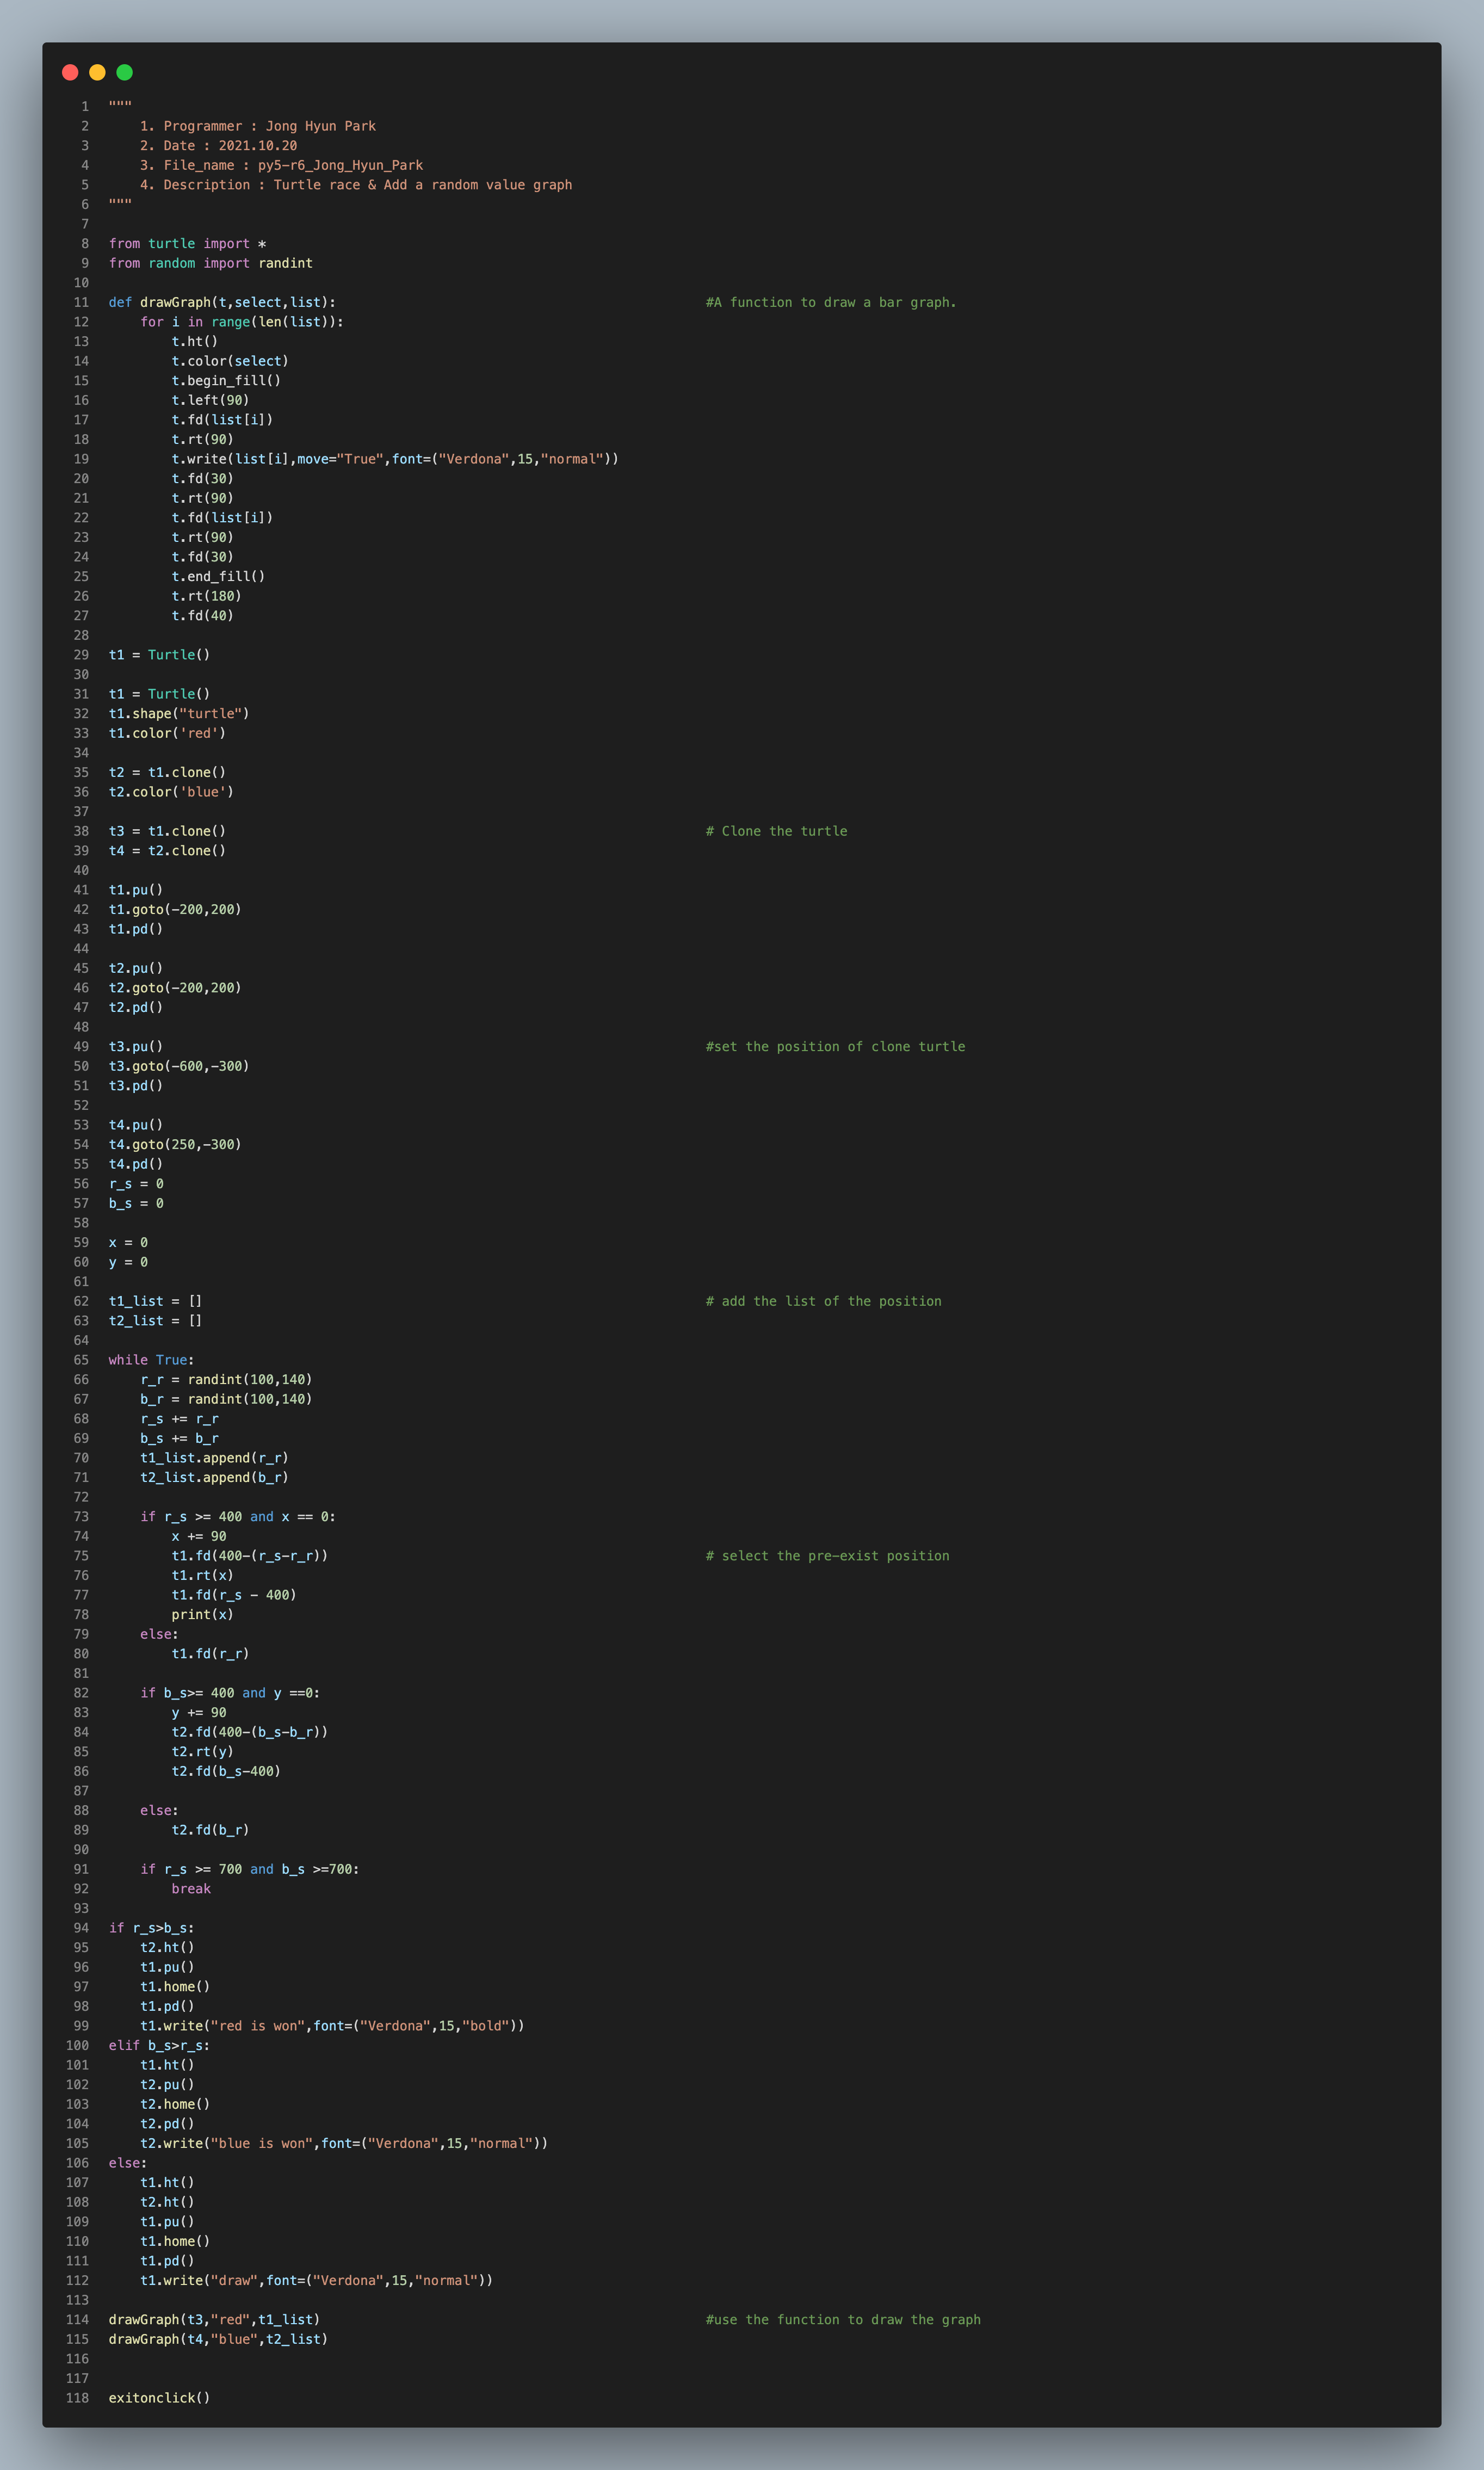 1 """
2     1. Programmer : Jong Hyun Park
3     2. Date : 2021.10.20
4     3. File_name : py5-r6_Jong_Hyun_Park
5     4. Description : Turtle race & Add a random value graph
6 """
7
8 from turtle import *
9 from random import randint
10
11 def drawGraph(t,select,list): #A function to draw a bar graph.
12     for i in range(len(list)):
13         t.ht()
14         t.color(select)
15         t.begin_fill()
16         t.left(90)
17         t.fd(list[i])
18         t.rt(90)
19         t.write(list[i],move="True",font=("Verdona",15,"normal"))
20         t.fd(30)
21         t.rt(90)
22         t.fd(list[i])
23         t.rt(90)
24         t.fd(30)
25         t.end_fill()
26         t.rt(180)
27         t.fd(40)
28
29 t1 = Turtle()
30
31 t1 = Turtle()
32 t1.shape("turtle")
33 t1.color('red')
34
35 t2 = t1.clone()
36 t2.color('blue')
37
38 t3 = t1.clone() # Clone the turtle
39 t4 = t2.clone()
40
41 t1.pu()
42 t1.goto(-200,200)
43 t1.pd()
44
45 t2.pu()
46 t2.goto(-200,200)
47 t2.pd()
48
49 t3.pu() #set the position of clone turtle
50 t3.goto(-600,-300)
51 t3.pd()
52
53 t4.pu()
54 t4.goto(250,-300)
55 t4.pd()
56 r_s = 0
57 b_s = 0
58
59 x = 0
60 y = 0
61
62 t1_list = [] # add the list of the position
63 t2_list = []
64
65 while True:
66     r_r = randint(100,140)
67     b_r = randint(100,140)
68     r_s += r_r
69     b_s += b_r
70     t1_list.append(r_r)
71     t2_list.append(b_r)
72
73     if r_s >= 400 and x == 0:
74         x += 90
75         t1.fd(400-(r_s-r_r)) # select the pre-exist position
76         t1.rt(x)
77         t1.fd(r_s - 400)
78         print(x)
79     else:
80         t1.fd(r_r)
81
82     if b_s>= 400 and y ==0:
83         y += 90
84         t2.fd(400-(b_s-b_r))
85         t2.rt(y)
86         t2.fd(b_s-400)
87
88     else:
89         t2.fd(b_r)
90
91     if r_s >= 700 and b_s >=700:
92         break
93
94 if r_s>b_s:
95     t2.ht()
96     t1.pu()
97     t1.home()
98     t1.pd()
99     t1.write("red is won",font=("Verdona",15,"bold"))
100 elif b_s>r_s:
101     t1.ht()
102     t2.pu()
103     t2.home()
104     t2.pd()
105     t2.write("blue is won",font=("Verdona",15,"normal"))
106 else:
107     t1.ht()
108     t2.ht()
109     t1.pu()
110     t1.home()
111     t1.pd()
112     t1.write("draw",font=("Verdona",15,"normal"))
113
114 drawGraph(t3,"red",t1_list) #use the function to draw the graph
115 drawGraph(t4,"blue",t2_list)
116
117
118 exitonclick()